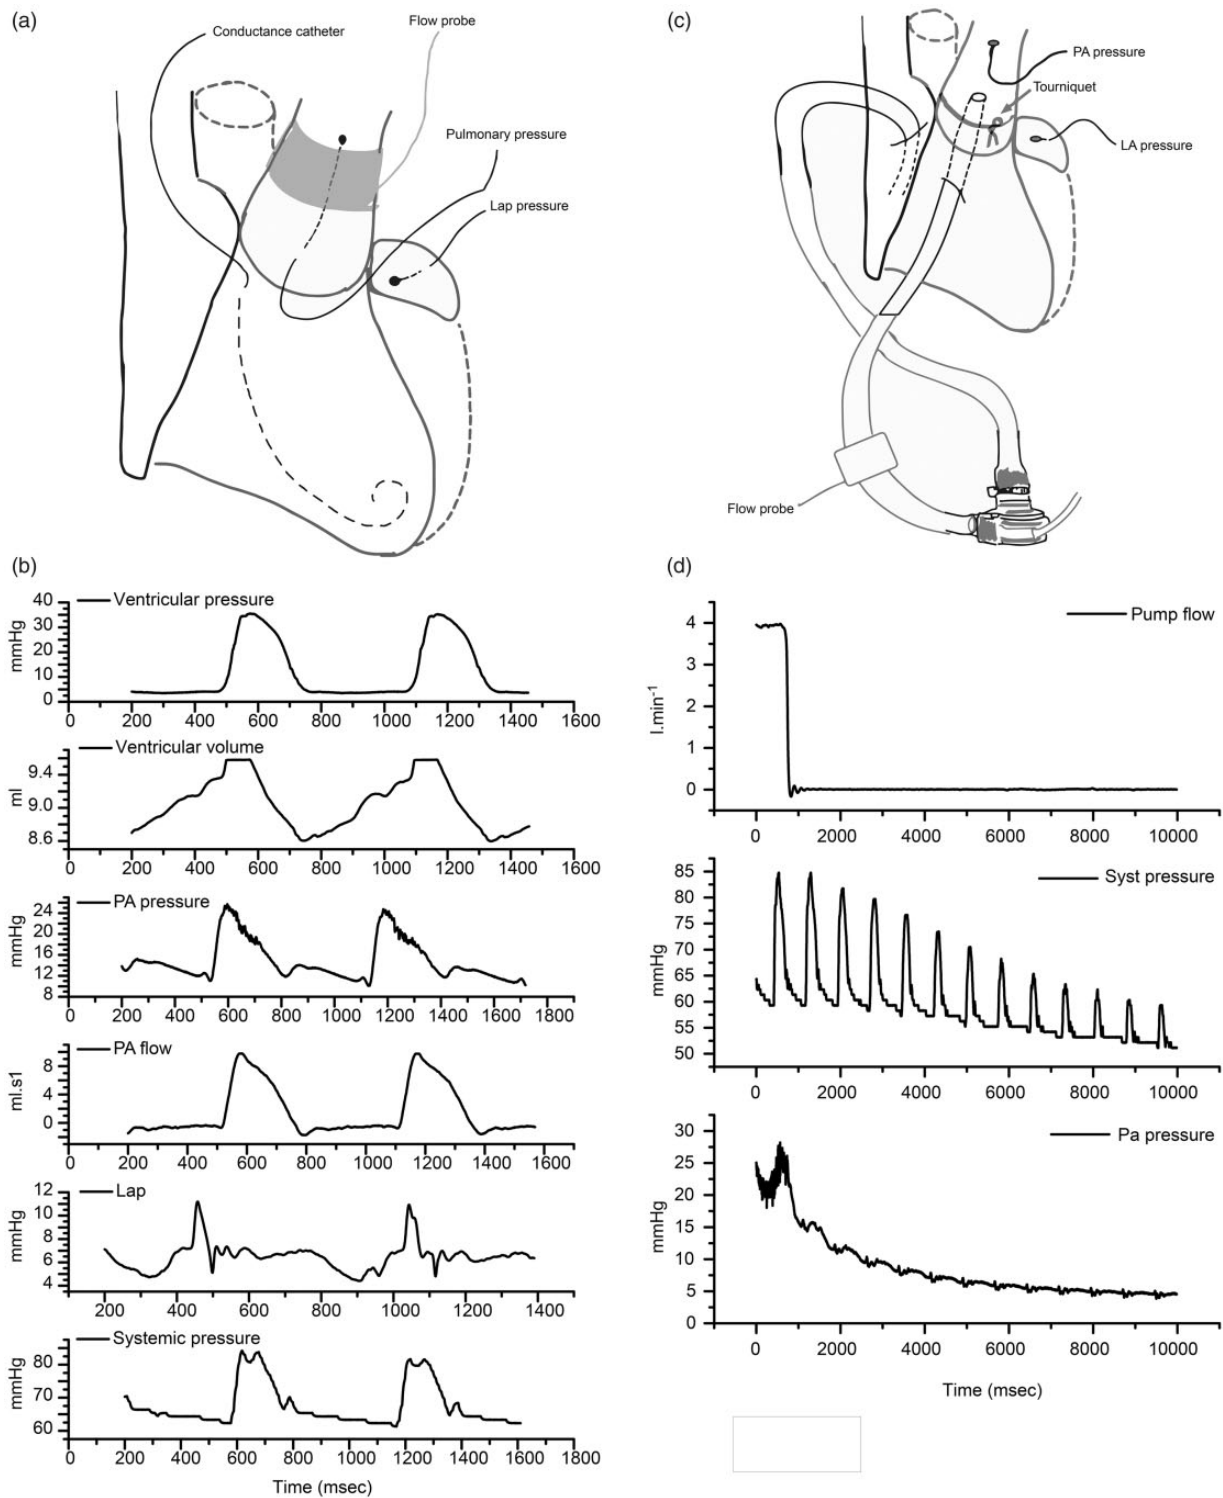 (a)
Conductance catheter
Flow probe
Pulmonary pressure
Lap pressure
(c)
PA pressure
Tourniquet
LA pressure
Flow probe
(b)
Ventricular pressure
mmHg
40
30
20
10
0
0 200 400 600 800 1000 1200 1400 1600
Ventricular volume
ml
9.4
9.0
8.6
0 200 400 600 800 1000 1200 1400 1600
PA pressure
mmHg
24
20
16
12
8
0 200 400 600 800 1000 1200 1400 1600 1800
PA flow
ml.s1
8
4
0
0 200 400 600 800 1000 1200 1400 1600
Lap
mmHg
12
10
8
6
4
200 400 600 800 1000 1200 1400
Systemic pressure
mmHg
80
70
60
0 200 400 600 800 1000 1200 1400 1600 1800
Time (msec)
(d)
Pump flow
l.min-1
4
3
2
1
0
0 2000 4000 6000 8000 10000
Syst pressure
mmHg
85
80
75
70
65
60
55
50
0 2000 4000 6000 8000 10000
Pa pressure
mmHg
30
25
20
15
10
5
0
0 2000 4000 6000 8000 10000
Time (msec)